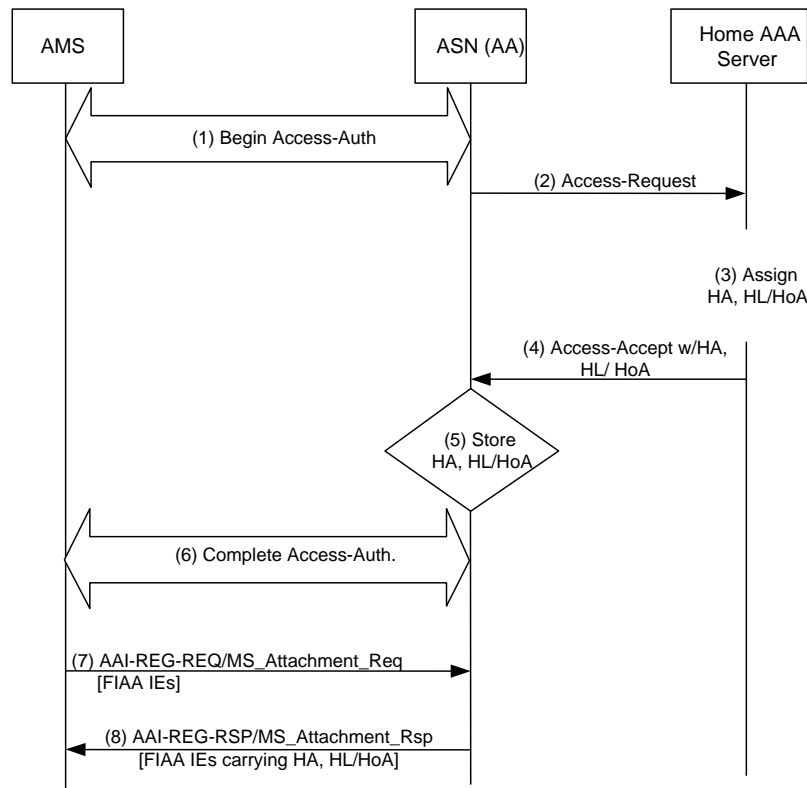 AMS
ASN (AA)
Home AAA
Server
(1) Begin Access-Auth
(2) Access-Request
(3) Assign
HA, HL/HoA
(4) Access-Accept w/HA,
HL/ HoA
(5) Store
HA, HL/HoA
(6) Complete Access-Auth.
(7) AAI-REG-REQ/MS_Attachment_Req
[FIAA IEs]
(8) AAI-REG-RSP/MS_Attachment_Rsp
[FIAA IEs carrying HA, HL/HoA]